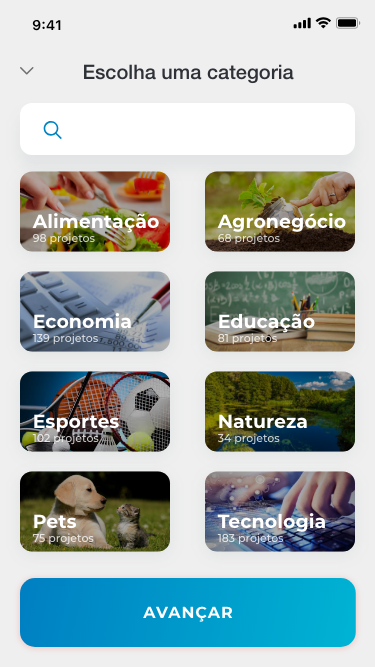 9:41
Escolha uma categoria
Alimentação
98 projetos
Agronegócio
68 projetos
Economia
139 projetos
Educação
81 projetos
Esportes
102 projetos
Natureza
34 projetos
Pets
75 projetos
Tecnologia
183 projetos
AVANÇAR